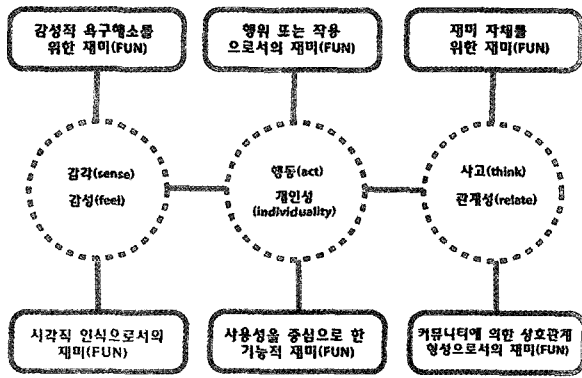 감성적 욕구해소를
위한 재미(FUN)
행위 또는 작용
으로서의 재미(FUN)
재미 자체를
위한 재미(FUN)
감각(sense)
감성(feel)
행동(act)
개인성
(individuality)
사고(think)
관계성(relate)
시각적 인식으로서의
재미(FUN)
사용성을 중심으로 한
기능적 재미(FUN)
커뮤니티에 의한 상호관계
형성으로서의 재미(FUN)